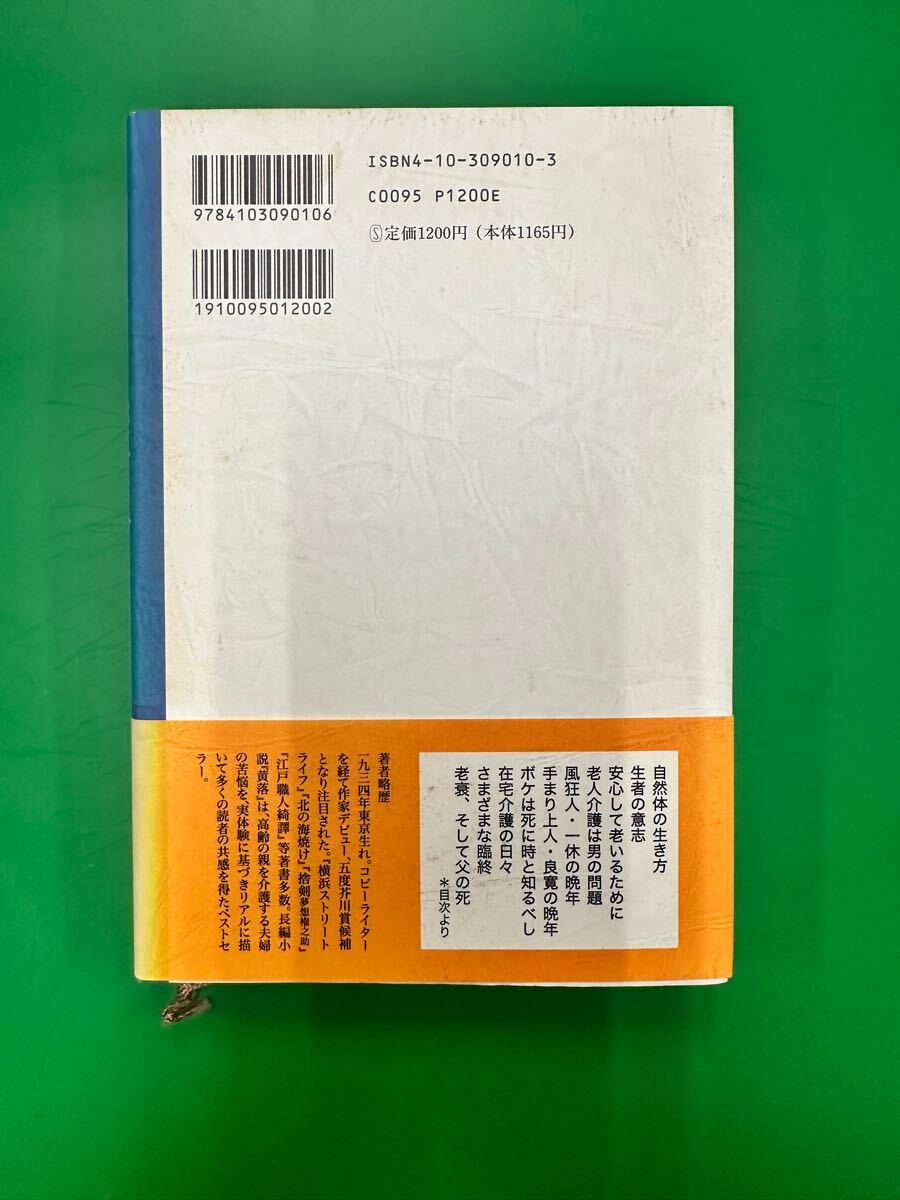 ISBN4-10-309010-3
C0095 P1200E
Ⓢ定価1200円(本体1165円)
9784103090106
1910095012002
自然体の生き方
生者の意志
安心して老いるために
老人介護は男の問題
風狂人・一休の晩年
手まり上人・良寛の晩年
ボケは死に時と知るべし
在宅介護の日々
さまざまな臨終
老衰、そして父の死
*目次より
著者略歴
一九三四年東京生れ。コピーライター
を経て作家デビュー、五度芥川賞候補
となり注目された。『横浜ストリート
ライフ』『北の海焼け』『捨剣夢想権之助』
『江戸職人綺譚』等著書多数。長編小
説『黄落』は、高齢の親を介護する夫婦
の苦悩を、実体験に基づきリアルに描
いて多くの読者の共感を得たベストセ
ラー。